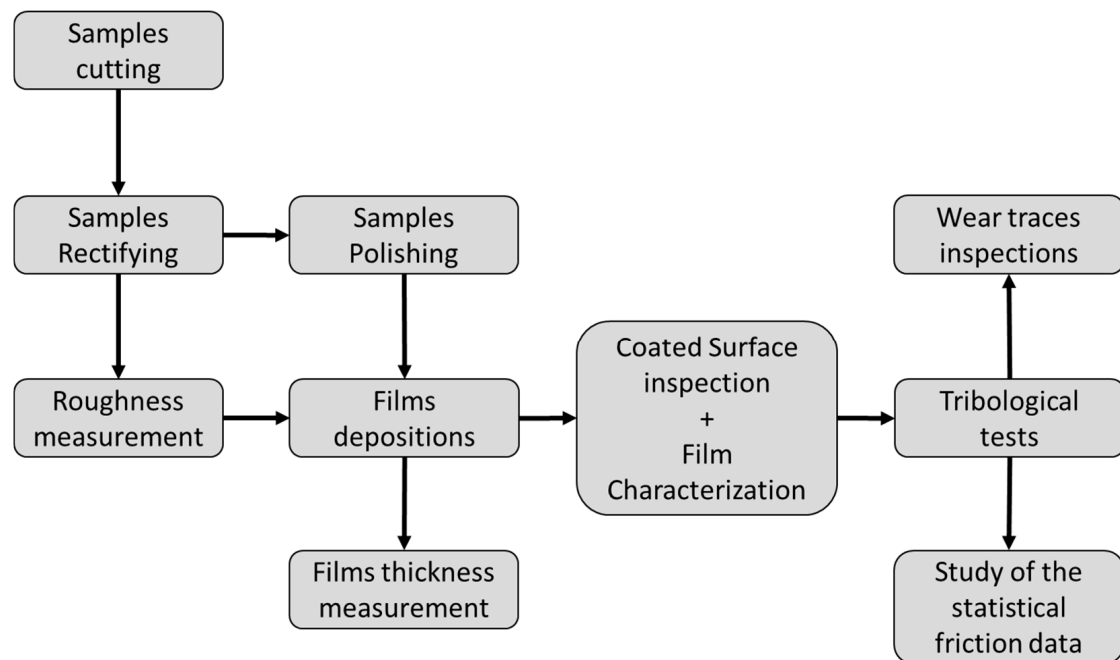 Samples
cutting
Samples
Rectifying
Samples
Polishing
Wear traces
inspections
Roughness
measurement
Films
depositions
Coated Surface
inspection
+
Film
Characterization
Tribological
tests
Films thickness
measurement
Study of the
statistical
friction data